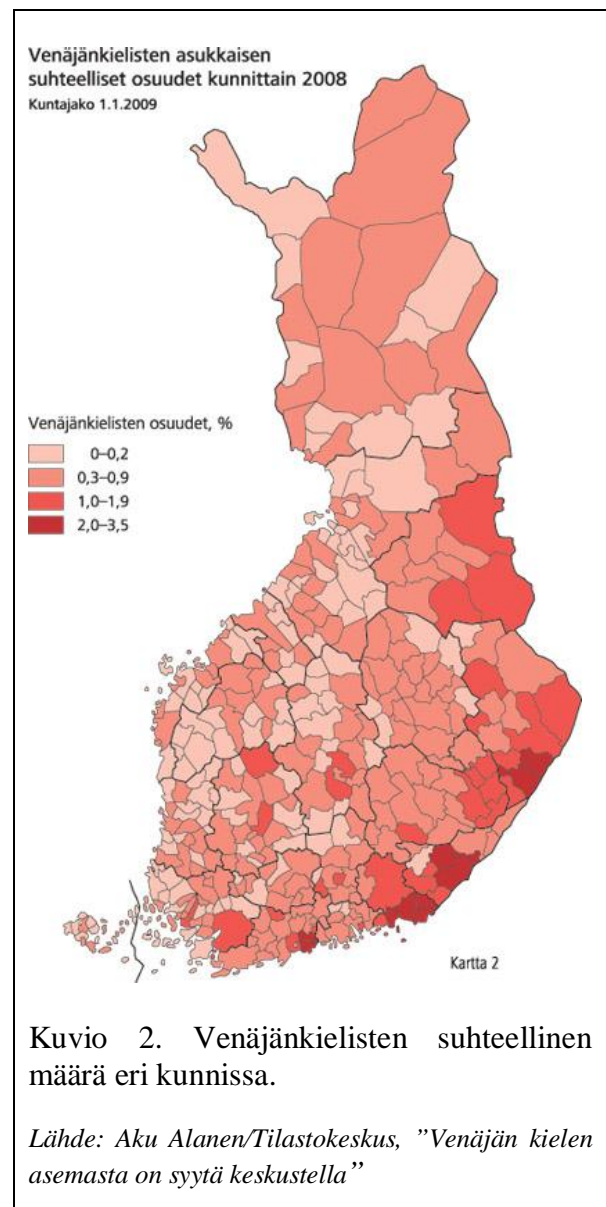 Venäjänkielisten asukkaisen
suhteelliset osuudet kunnittain 2008
Kuntajako 1.1.2009
Venäjänkielisten osuudet, %
0–0,2
0,3–0,9
1,0–1,9
2,0–3,5
Kartta 2
Kuvio 2. Venäjänkielisten suhteellinen
määrä eri kunnissa.
Lähde: Aku Alanen/Tilastokeskus, ”Venäjän kielen
asemasta on syytä keskustella”